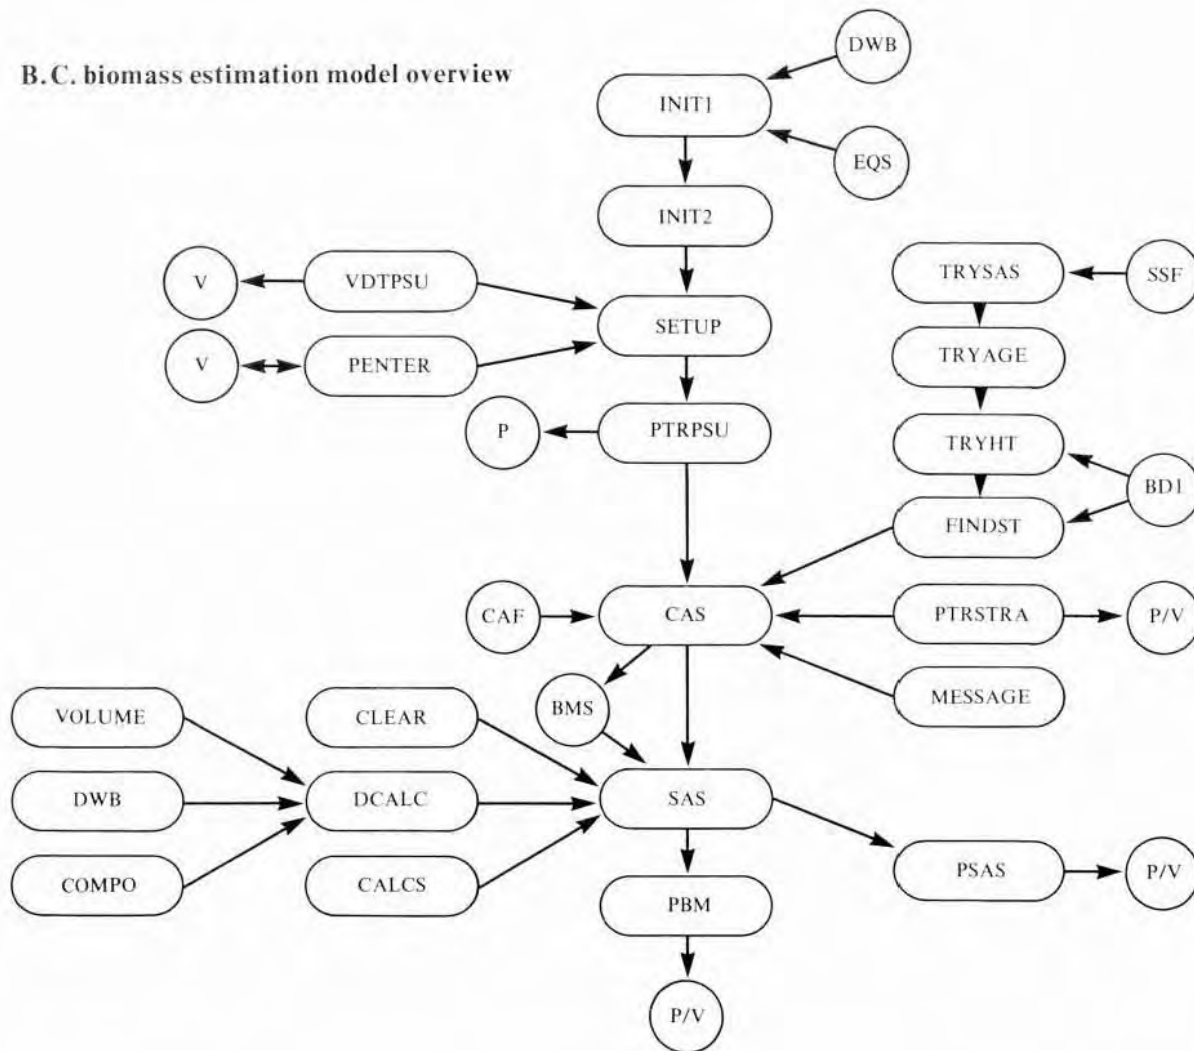 DWB
B.C. biomass estimation model overview
INIT1
EQS
INIT2
TRYSAS
SSF
V
VDTPSU
SETUP
TRYAGE
V
PENTER
P
PTRPSU
TRYHT
BD1
FINDST
CAF
CAS
PTRSTRA
P/V
BMS
MESSAGE
VOLUME
CLEAR
DWB
DCALC
SAS
COMPO
CALCS
PBM
PSAS
P/V
P/V